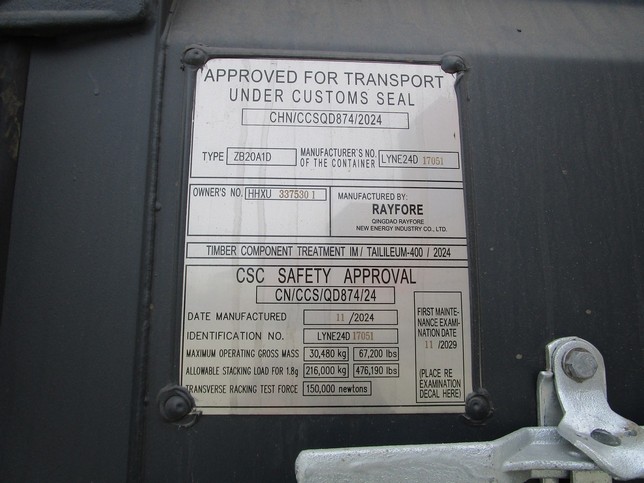 APPROVED FOR TRANSPORT
UNDER CUSTOMS SEAL
CHN/CCSQD874/2024
TYPE ZB20A1D MANUFACTURER'S NO. OF THE CONTAINER LYNE24D 17051
OWNER'S NO. HHXU 337530 1
MANUFACTURED BY:
RAYFORE
QINGDAO RAYFORE
NEW ENERGY INDUSTRY CO., LTD.
TIMBER COMPONENT TREATMENT IM / TAILILEUM-400 / 2024
CSC SAFETY APPROVAL
CN/CCS/QD874/24
DATE MANUFACTURED 11 /2024
IDENTIFICATION NO. LYNE24D 17051
MAXIMUM OPERATING GROSS MASS 30,480 kg 67,200 lbs
ALLOWABLE STACKING LOAD FOR 1.8g 216,000 kg 476,190 lbs
TRANSVERSE RACKING TEST FORCE 150,000 newtons
FIRST MAINTE-
NANCE EXAMI-
NATION DATE
11 /2029
(PLACE RE
EXAMINATION
DECAL HERE)